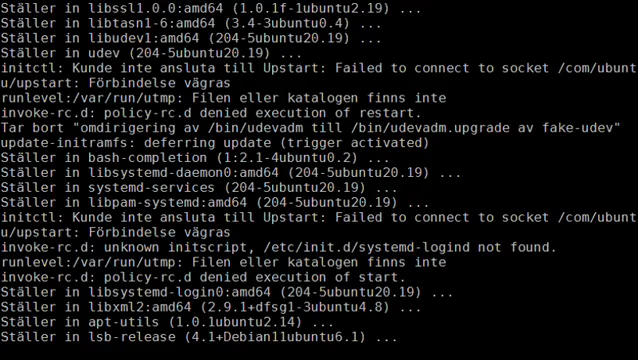 Ställer in libssl1.0.0:amd64 (1.0.1f-1ubuntu2.19) ...
Ställer in libtasn1-6:amd64 (3.4-3ubuntu0.4) ...
Ställer in libudev1:amd64 (204-5ubuntu20.19) ...
Ställer in udev (204-5ubuntu20.19) ...
initctl: Kunde inte ansluta till Upstart: Failed to connect to socket /com/ubunt
u/upstart: Förbindelse vägras
runlevel:/var/run/utmp: Filen eller katalogen finns inte
invoke-rc.d: policy-rc.d denied execution of restart.
Tar bort "omdirigering av /bin/udevadm till /bin/udevadm.upgrade av fake-udev"
update-initramfs: deferring update (trigger activated)
Ställer in bash-completion (1:2.1-4ubuntu0.2) ...
Ställer in libsystemd-daemon0:amd64 (204-5ubuntu20.19) ...
Ställer in systemd-services (204-5ubuntu20.19) ...
Ställer in libpam-systemd:amd64 (204-5ubuntu20.19) ...
initctl: Kunde inte ansluta till Upstart: Failed to connect to socket /com/ubunt
u/upstart: Förbindelse vägras
invoke-rc.d: unknown initscript, /etc/init.d/systemd-logind not found.
runlevel:/var/run/utmp: Filen eller katalogen finns inte
invoke-rc.d: policy-rc.d denied execution of start.
Ställer in libsystemd-login0:amd64 (204-5ubuntu20.19) ...
Ställer in libxml2:amd64 (2.9.1+dfsg1-3ubuntu4.8) ...
Ställer in apt-utils (1.0.1ubuntu2.14) ...
Ställer in lsb-release (4.1+Debian11ubuntu6.1) ...